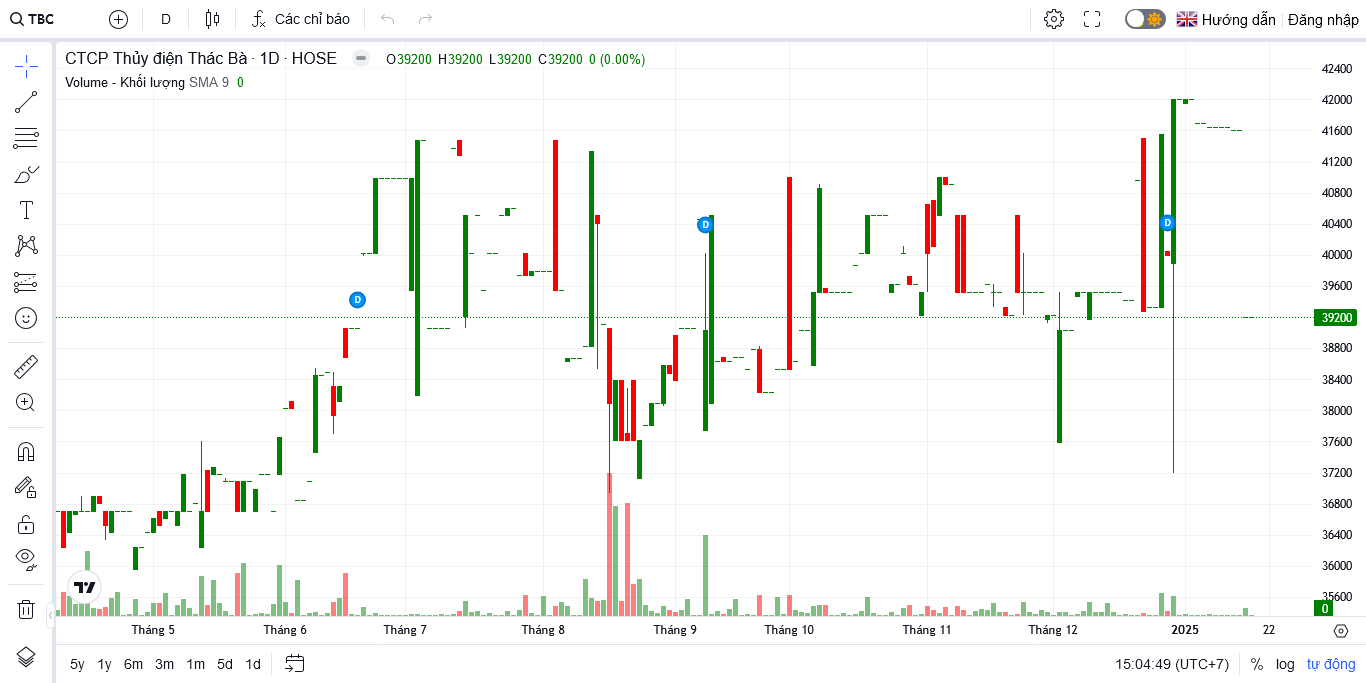 TBC D Các chỉ báo Hướng dẫn Đăng nhập
CTCP Thủy điện Thác Bà · 1D · HOSE O39200 H39200 L39200 C39200 0 (0.00%)
Volume - Khối lượng SMA 9 0
42400
42000
41600
41200
40800
40400
40000
39600
39200
38800
38400
38000
37600
37200
36800
36400
36000
35600
0
D
D
D
Tháng 5 Tháng 6 Tháng 7 Tháng 8 Tháng 9 Tháng 10 Tháng 11 Tháng 12 2025 22
5y 1y 6m 3m 1m 5d 1d 15:04:49 (UTC+7) % log tự động